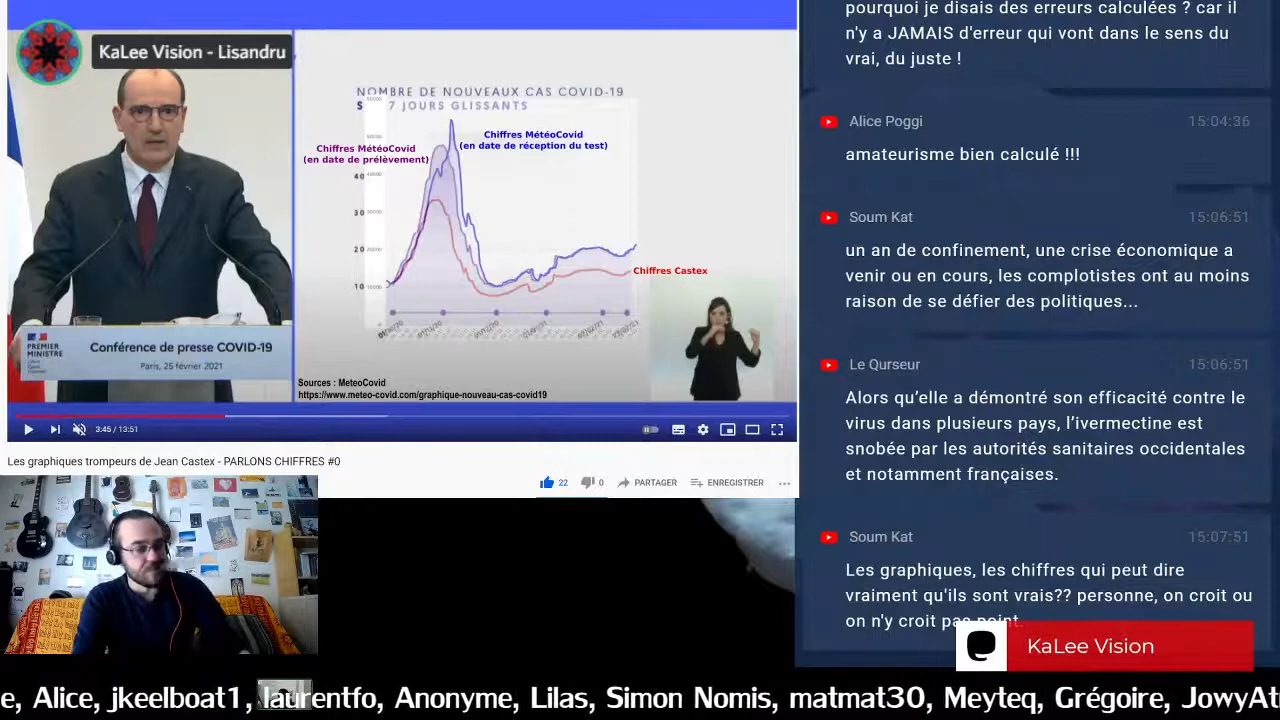 KaLee Vision - Lisandru
NOMBRE DE NOUVEAUX CAS COVID-19
S 7 JOURS GLISSANTS
Chiffres MétéoCovid
(en date de prélèvement)
Chiffres MétéoCovid
(en date de réception du test)
40
30
20
10
Chiffres Castex
PREMIER
MINISTRE
Conférence de presse COVID-19
Paris, 25 février 2021
Sources : MeteoCovid
https://www.meteo-covid.com/graphique-nouveau-cas-covid19
3:45 / 13:51
Les graphiques trompeurs de Jean Castex - PARLONS CHIFFRES #0
22
0
PARTAGER
ENREGISTRER
pourquoi je disais des erreurs calculées ? car il
n'y a JAMAIS d'erreur qui vont dans le sens du
vrai, du juste !
Alice Poggi 15:04:36
amateurisme bien calculé !!!
Soum Kat 15:06:51
un an de confinement, une crise économique a
venir ou en cours, les complotistes ont au moins
raison de se défier des politiques...
Le Qurseur 15:06:51
Alors qu’elle a démontré son efficacité contre le
virus dans plusieurs pays, l’ivermectine est
snobée par les autorités sanitaires occidentales
et notamment françaises.
Soum Kat 15:07:51
Les graphiques, les chiffres qui peut dire
vraiment qu'ils sont vrais?? personne, on croit ou
on n'y croit pas point.
KaLee Vision
e, Alice, jkeelboat1, laurentfo, Anonyme, Lilas, Simon Nomis, matmat30, Meyteq, Grégoire, JowyAt